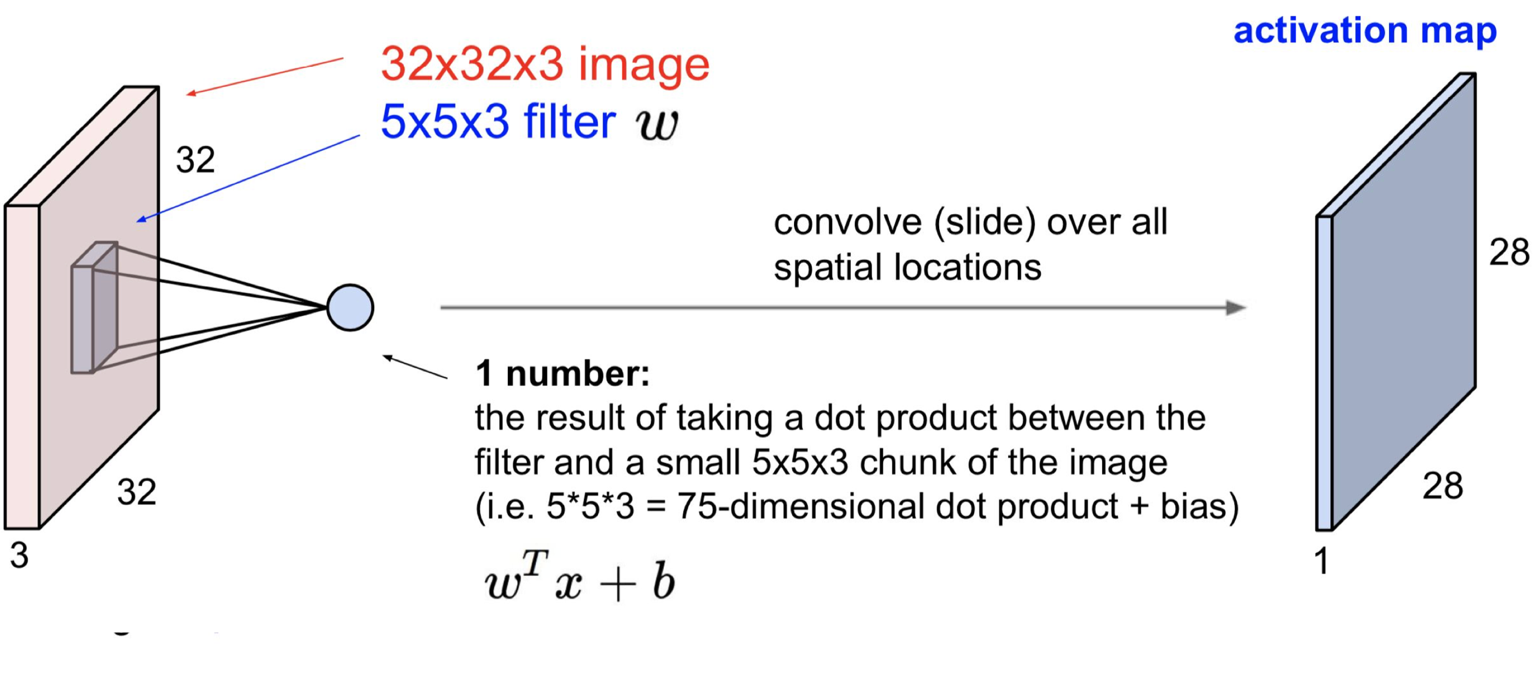 activation map
32x32x3 image
5x5x3 filter w
32
convolve (slide) over all
spatial locations
28
1 number:
the result of taking a dot product between the
filter and a small 5x5x3 chunk of the image
(i.e. 5*5*3 = 75-dimensional dot product + bias)
32
28
3
1
w^T x + b